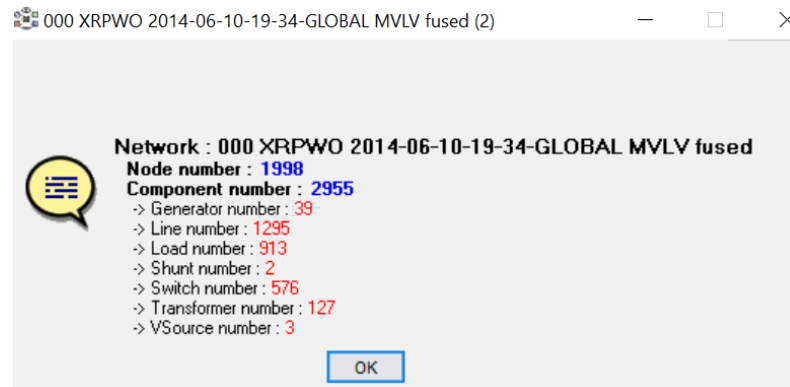 000 XRPWO 2014-06-10-19-34-GLOBAL MVLV fused (2)
Network : 000 XRPWO 2014-06-10-19-34-GLOBAL MVLV fused
Node number : 1998
Component number : 2955
-> Generator number : 39
-> Line number : 1295
-> Load number : 913
-> Shunt number : 2
-> Switch number : 576
-> Transformer number : 127
-> VSource number : 3
OK